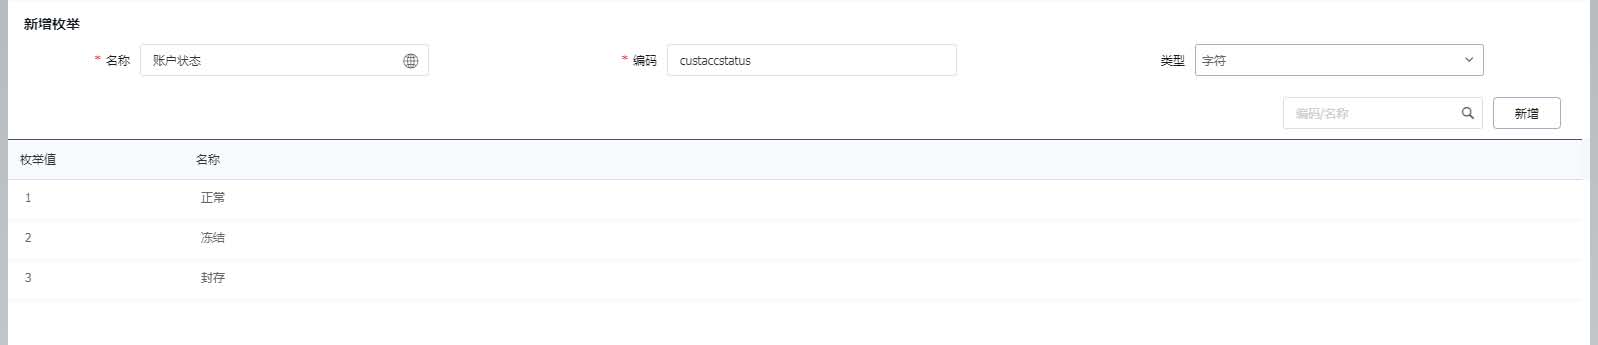 新增枚举
* 名称 账户状态 * 编码 custaccstatus 类型 字符
编码/名称 新增
枚举值 名称
1 正常
2 冻结
3 封存